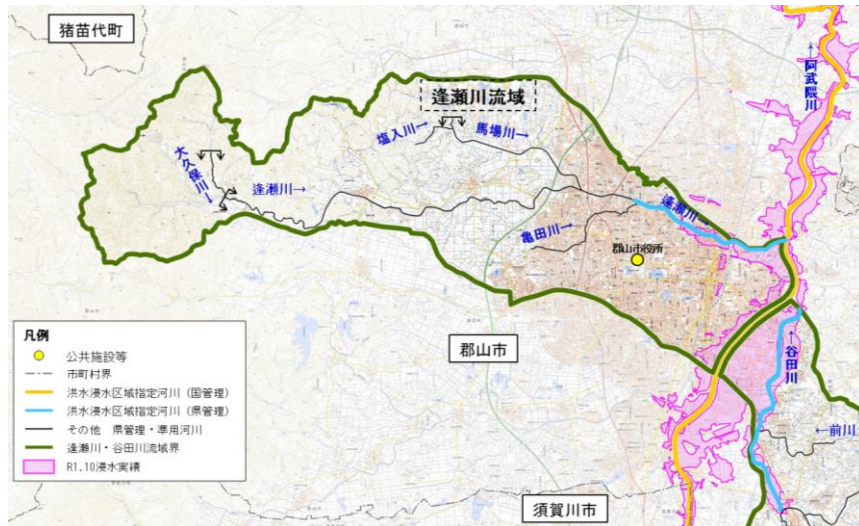 猪苗代町
逢瀬川流域
↑阿武隈川
塩入川→
馬場川→
大久保川→
逢瀬川→
逢瀬川→
亀田川→
郡山市役所
郡山市
←谷田川
←前川
須賀川市
凡例
公共施設等
市町村界
洪水浸水区域指定河川(国管理)
洪水浸水区域指定河川(県管理)
その他 県管理・準用河川
逢瀬川・谷田川流域界
R1.10浸水実績